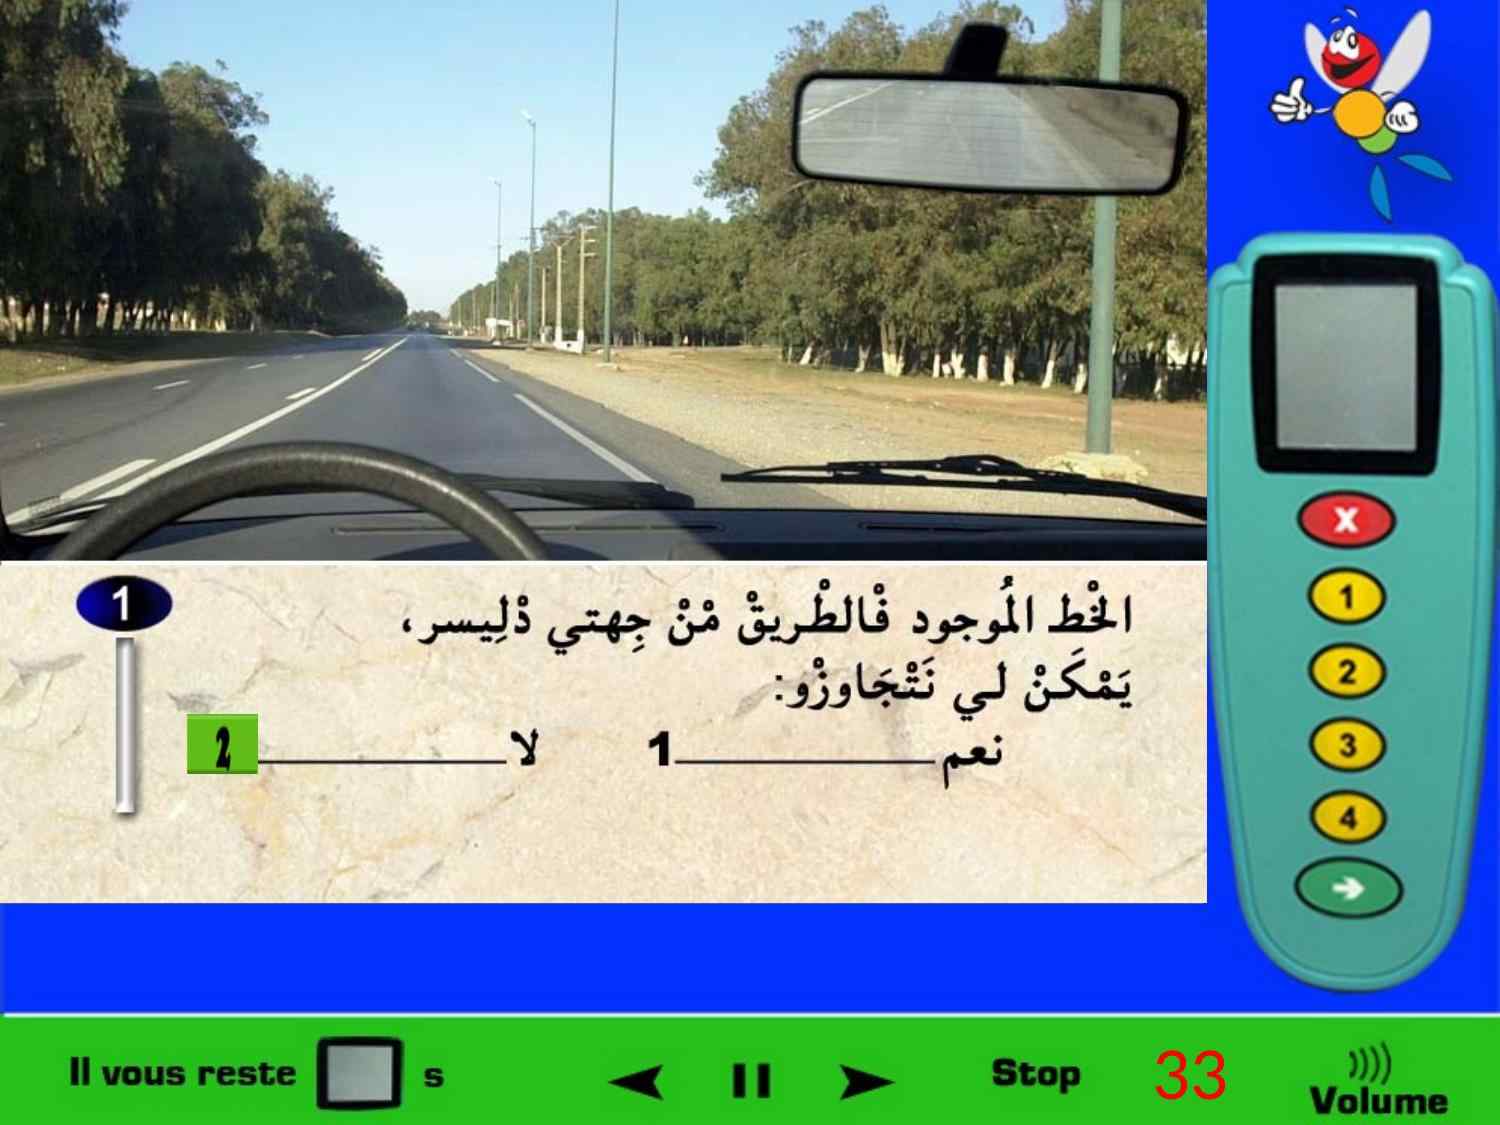 1
الخْط المُوجود فْالطْريقْ مْنْ جِهتي دْلِيسر،
يَمْكَنْ لي نَتْجَاوزْو:
نعم 1 لا 2
X
1
2
3
4
Il vous reste s Stop 33 Volume